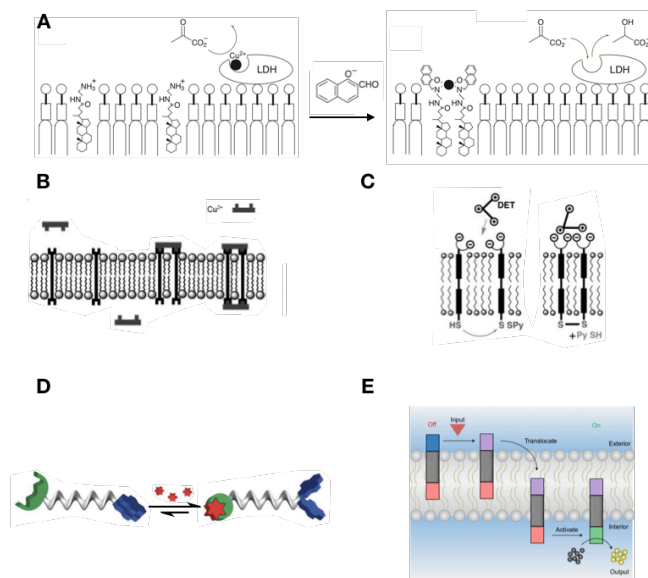 A
O
CO₂⁻
Cu²⁺
LDH
NH₃⁺
HN
O
NH₃⁺
HN
O
O⁻
CHO
O
CO₂⁻
OH
CO₂⁻
LDH
O
O
N
N
HN
O
HN
O
B
Cu²⁺
C
DET
HS
S SPy
S
S
+Py SH
D
E
Off
Input
On
Translocate
Exterior
Activate
Interior
Output